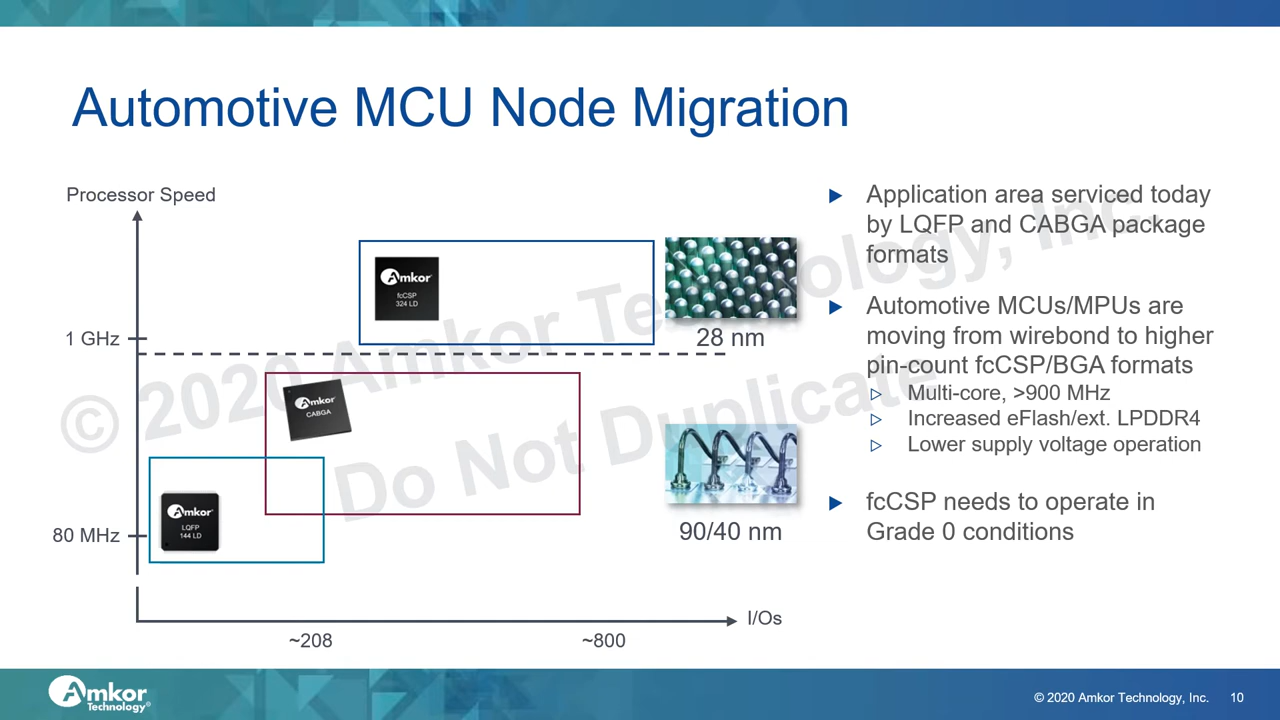 Automotive MCU Node Migration
Processor Speed
1 GHz
80 MHz
Amkor
fcCSP
324 LD
Amkor
CABGA
Amkor
LQFP
144 LD
28 nm
90/40 nm
I/Os
~208
~800
► Application area serviced today
by LQFP and CABGA package
formats
► Automotive MCUs/MPUs are
moving from wirebond to higher
pin-count fcCSP/BGA formats
▷ Multi-core, >900 MHz
▷ Increased eFlash/ext. LPDDR4
▷ Lower supply voltage operation
► fcCSP needs to operate in
Grade 0 conditions
© 2020 Amkor Technology, Inc.
Do Not Duplicate
Amkor
Technology®
© 2020 Amkor Technology, Inc.
10